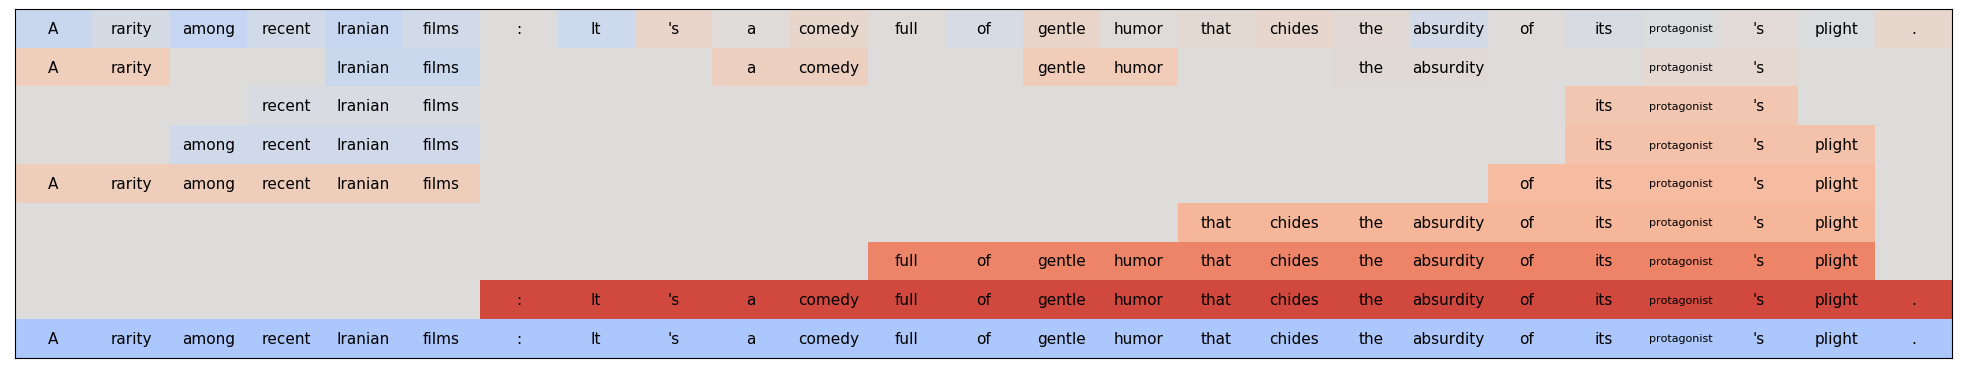 A rarity among recent Iranian films : It 's a comedy full of gentle humor that chides the absurdity of its protagonist 's plight .
A rarity Iranian films a comedy gentle humor the absurdity protagonist 's
recent Iranian films its protagonist 's
among recent Iranian films its protagonist 's plight
A rarity among recent Iranian films of its protagonist 's plight
that chides the absurdity of its protagonist 's plight
full of gentle humor that chides the absurdity of its protagonist 's plight
: It 's a comedy full of gentle humor that chides the absurdity of its protagonist 's plight .
A rarity among recent Iranian films : It 's a comedy full of gentle humor that chides the absurdity of its protagonist 's plight .